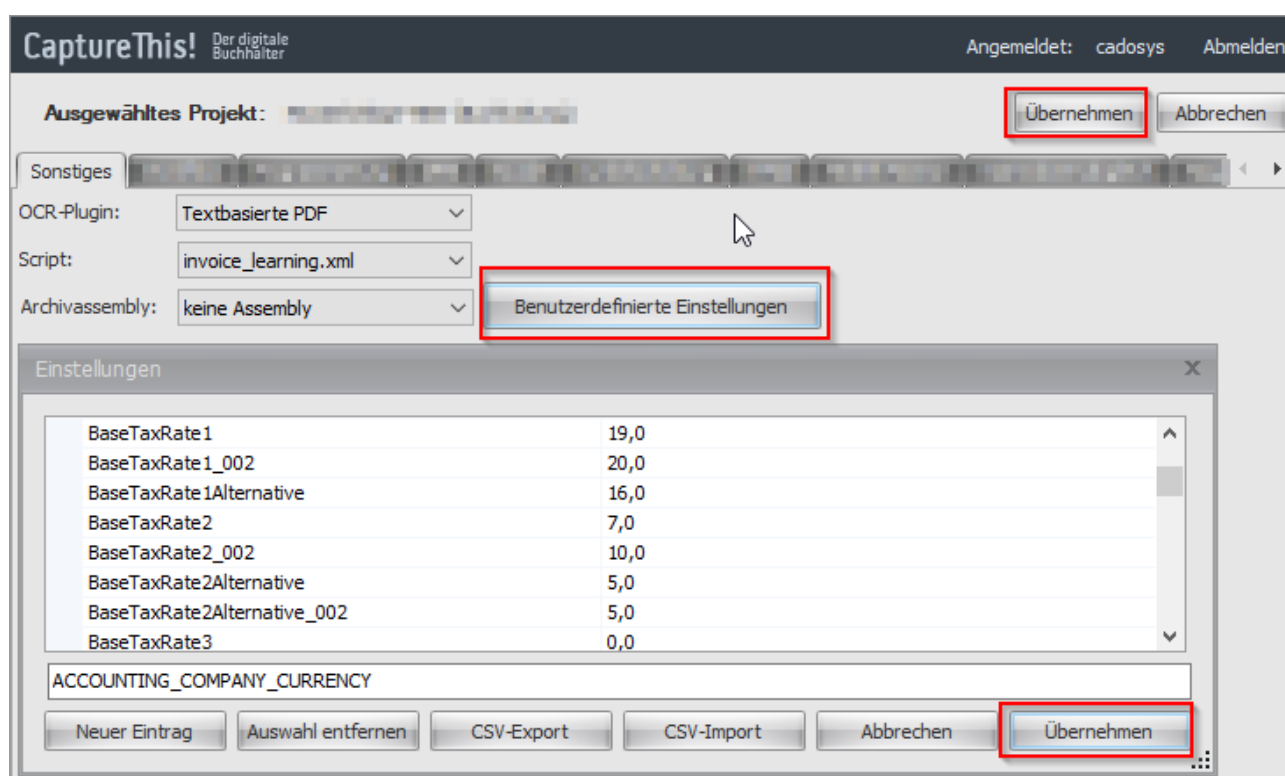 CaptureThis! Der digitale Buchhalter Angemeldet: cadosys Abmelden
Ausgewähltes Projekt: Übernehmen Abbrechen
Sonstiges
OCR-Plugin: Textbasierte PDF
Script: invoice_learning.xml
Archivassembly: keine Assembly Benutzerdefinierte Einstellungen
Einstellungen x
BaseTaxRate1 19,0
BaseTaxRate1_002 20,0
BaseTaxRate1Alternative 16,0
BaseTaxRate2 7,0
BaseTaxRate2_002 10,0
BaseTaxRate2Alternative 5,0
BaseTaxRate2Alternative_002 5,0
BaseTaxRate3 0,0
ACCOUNTING_COMPANY_CURRENCY
Neuer Eintrag Auswahl entfernen CSV-Export CSV-Import Abbrechen Übernehmen